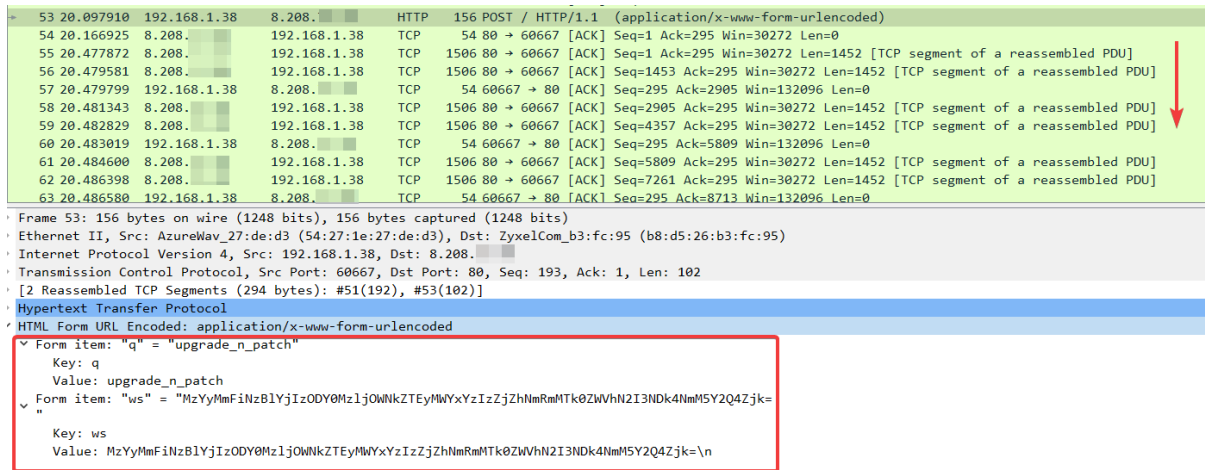 53 20.097910 192.168.1.38 8.208. HTTP 156 POST / HTTP/1.1 (application/x-www-form-urlencoded)
54 20.166925 8.208. 192.168.1.38 TCP 54 80 → 60667 [ACK] Seq=1 Ack=295 Win=30272 Len=0
55 20.477872 8.208. 192.168.1.38 TCP 1506 80 → 60667 [ACK] Seq=1 Ack=295 Win=30272 Len=1452 [TCP segment of a reassembled PDU]
56 20.479581 8.208. 192.168.1.38 TCP 1506 80 → 60667 [ACK] Seq=1453 Ack=295 Win=30272 Len=1452 [TCP segment of a reassembled PDU]
57 20.479799 192.168.1.38 8.208. TCP 54 60667 → 80 [ACK] Seq=295 Ack=2905 Win=132096 Len=0
58 20.481343 8.208. 192.168.1.38 TCP 1506 80 → 60667 [ACK] Seq=2905 Ack=295 Win=30272 Len=1452 [TCP segment of a reassembled PDU]
59 20.482829 8.208. 192.168.1.38 TCP 1506 80 → 60667 [ACK] Seq=4357 Ack=295 Win=30272 Len=1452 [TCP segment of a reassembled PDU]
60 20.483019 192.168.1.38 8.208. TCP 54 60667 → 80 [ACK] Seq=295 Ack=5809 Win=132096 Len=0
61 20.484600 8.208. 192.168.1.38 TCP 1506 80 → 60667 [ACK] Seq=5809 Ack=295 Win=30272 Len=1452 [TCP segment of a reassembled PDU]
62 20.486398 8.208. 192.168.1.38 TCP 1506 80 → 60667 [ACK] Seq=7261 Ack=295 Win=30272 Len=1452 [TCP segment of a reassembled PDU]
63 20.486580 192.168.1.38 8.208. TCP 54 60667 → 80 [ACK] Seq=295 Ack=8713 Win=132096 Len=0
Frame 53: 156 bytes on wire (1248 bits), 156 bytes captured (1248 bits)
Ethernet II, Src: AzureWav_27:de:d3 (54:27:1e:27:de:d3), Dst: ZyxelCom_b3:fc:95 (b8:d5:26:b3:fc:95)
Internet Protocol Version 4, Src: 192.168.1.38, Dst: 8.208.
Transmission Control Protocol, Src Port: 60667, Dst Port: 80, Seq: 193, Ack: 1, Len: 102
[2 Reassembled TCP Segments (294 bytes): #51(192), #53(102)]
Hypertext Transfer Protocol
HTML Form URL Encoded: application/x-www-form-urlencoded
Form item: "q" = "upgrade_n_patch"
Key: q
Value: upgrade_n_patch
Form item: "ws" = "MzYyMmFiNzBlYjIzODY0MzljOWNkZTEyMWYxYzIzZjZhNmRmMTk0ZWVhN2I3NDk4NmM5Y2Q4Zjk=
"
Key: ws
Value: MzYyMmFiNzBlYjIzODY0MzljOWNkZTEyMWYxYzIzZjZhNmRmMTk0ZWVhN2I3NDk4NmM5Y2Q4Zjk=\n